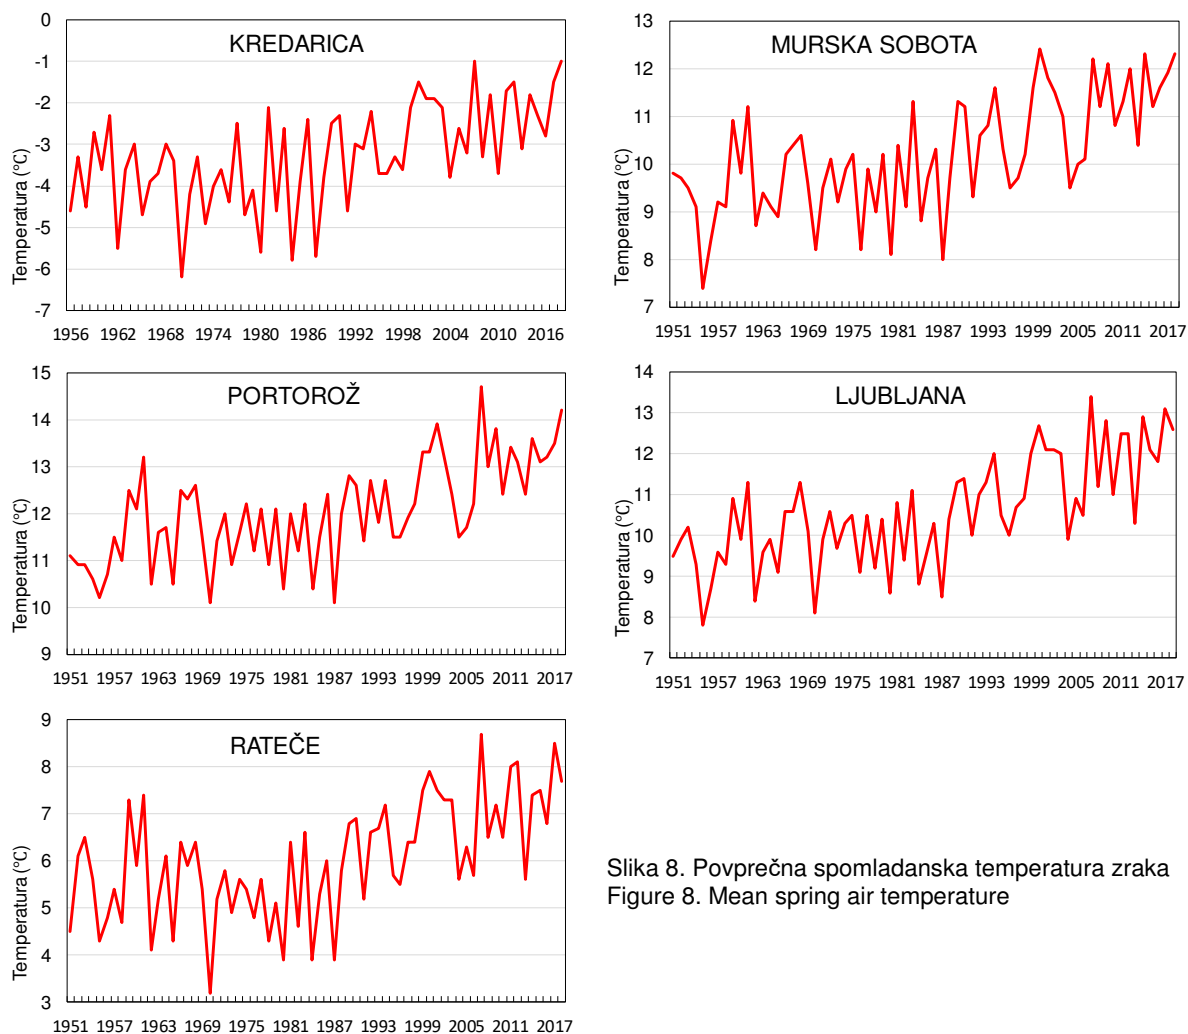 KREDARICA
Temperatura (°C)
0
-1
-2
-3
-4
-5
-6
-7
1956 1962 1968 1974 1980 1986 1992 1998 2004 2010 2016
MURSKA SOBOTA
Temperatura (°C)
13
12
11
10
9
8
7
1951 1957 1963 1969 1975 1981 1987 1993 1999 2005 2011 2017
PORTOROŽ
Temperatura (°C)
15
14
13
12
11
10
9
1951 1957 1963 1969 1975 1981 1987 1993 1999 2005 2011 2017
LJUBLJANA
Temperatura (°C)
14
13
12
11
10
9
8
7
1951 1957 1963 1969 1975 1981 1987 1993 1999 2005 2011 2017
RATEČE
Temperatura (°C)
9
8
7
6
5
4
3
1951 1957 1963 1969 1975 1981 1987 1993 1999 2005 2011 2017
Slika 8. Povprečna spomladanska temperatura zraka
Figure 8. Mean spring air temperature